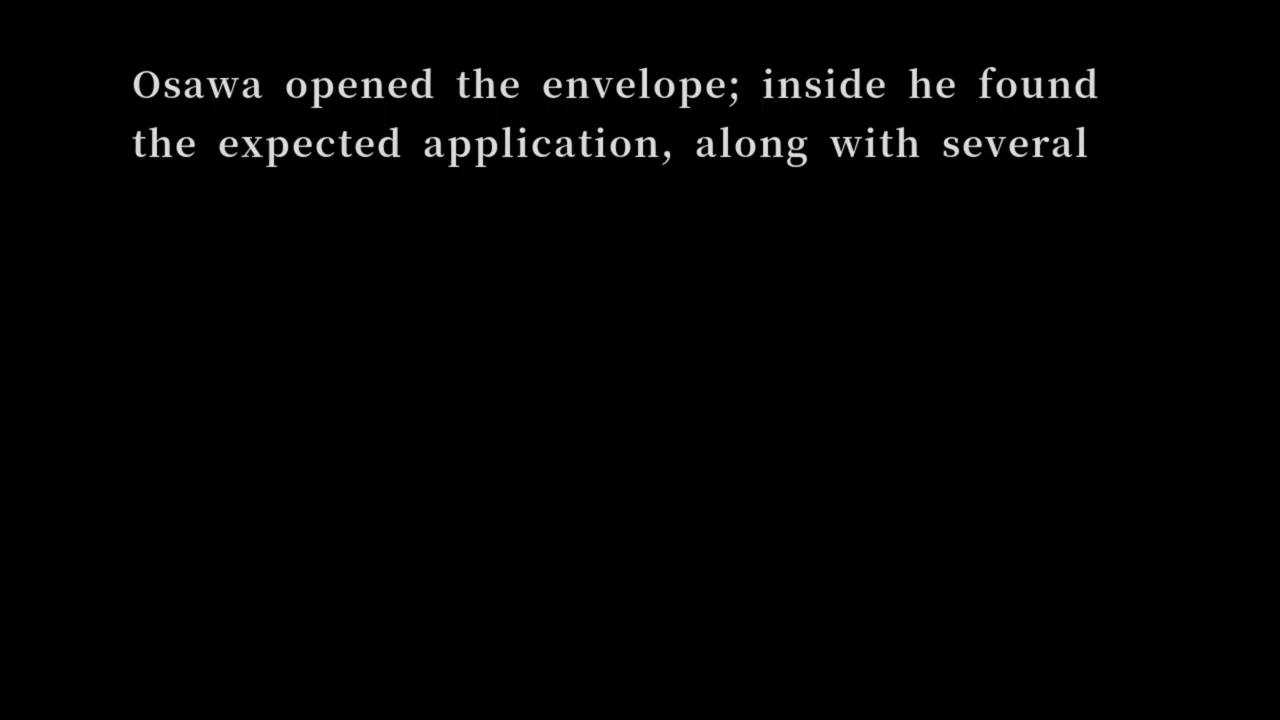 Osawa opened the envelope; inside he found
the expected application, along with several